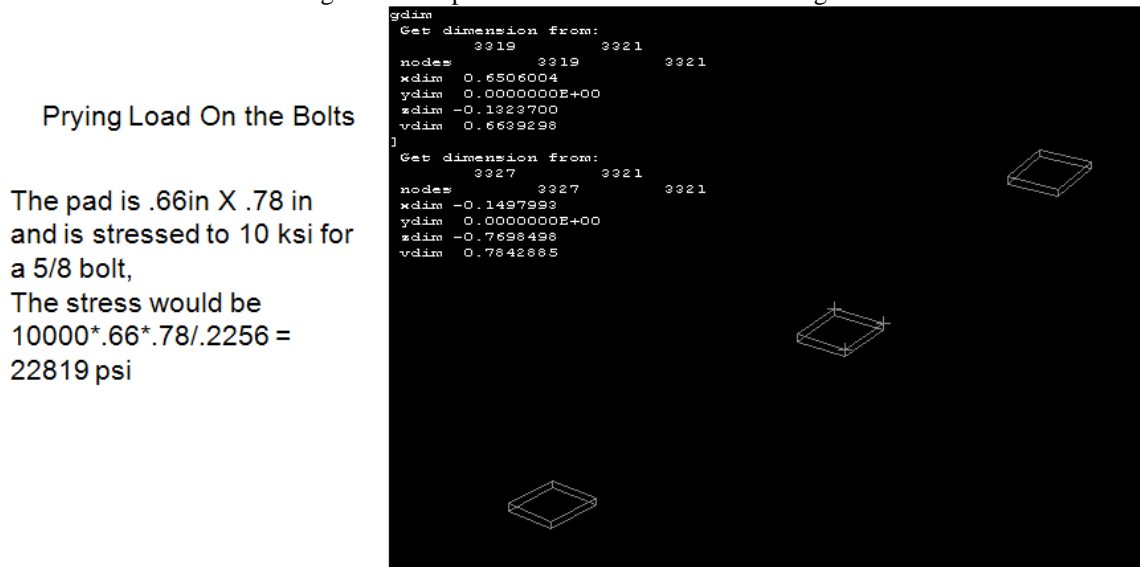 gdim
Get dimension from:
3319 3321
nodes 3319 3321
xdim 0.6506004
ydim 0.0000000E+00
zdim -0.1323700
vdim 0.6639298
]
Get dimension from:
3327 3321
nodes 3327 3321
xdim -0.1497993
ydim 0.0000000E+00
zdim -0.7698498
vdim 0.7842885
Prying Load On the Bolts
The pad is .66in X .78 in
and is stressed to 10 ksi for
a 5/8 bolt,
The stress would be
10000*.66*.78/.2256 =
22819 psi